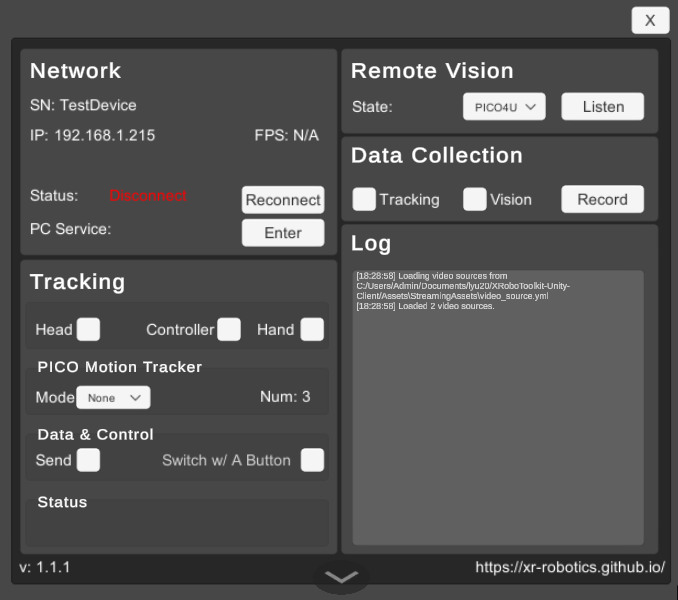 X
Network
SN: TestDevice
IP: 192.168.1.215
FPS: N/A
Status: Disconnect
Reconnect
PC Service:
Enter
Remote Vision
State:
PICO4U
Listen
Data Collection
Tracking
Vision
Record
Tracking
Head
Controller
Hand
PICO Motion Tracker
Mode
None
Num: 3
Data & Control
Send
Switch w/ A Button
Status
Log
[18:28:58] Loading video sources from
C:/Users/Admin/Documents/lyu20/XRoboToolkit-Unity-
Client/Assets\StreamingAssets\video_source.yml
[18:28:58] Loaded 2 video sources.
v: 1.1.1
https://xr-robotics.github.io/